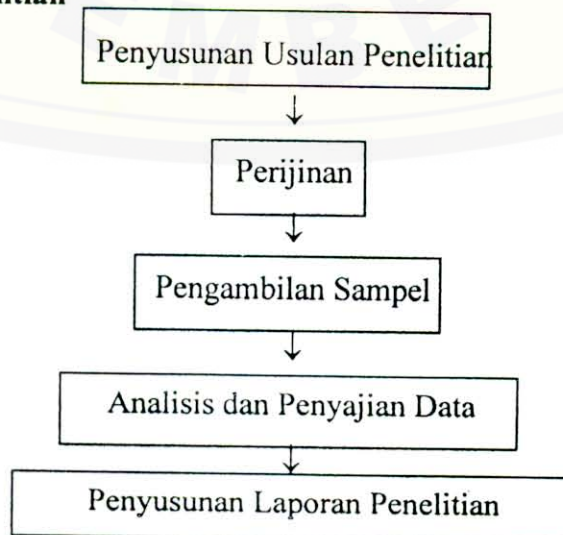 Penyusunan Usulan Penelitian
Perijinan
Pengambilan Sampel
Analisis dan Penyajian Data
Penyusunan Laporan Penelitian